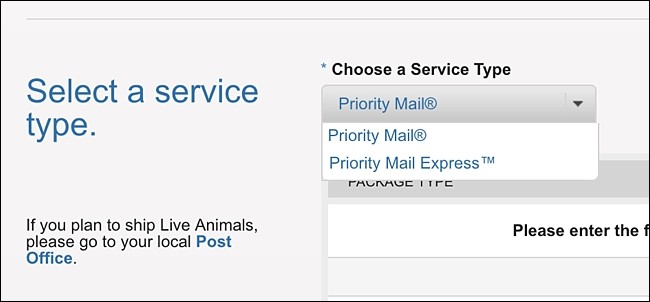 Select a service
type.
* Choose a Service Type
Priority Mail®
Priority Mail®
Priority Mail Express™
PACKAGE TYPE
Please enter the f
If you plan to ship Live Animals,
please go to your local Post
Office.